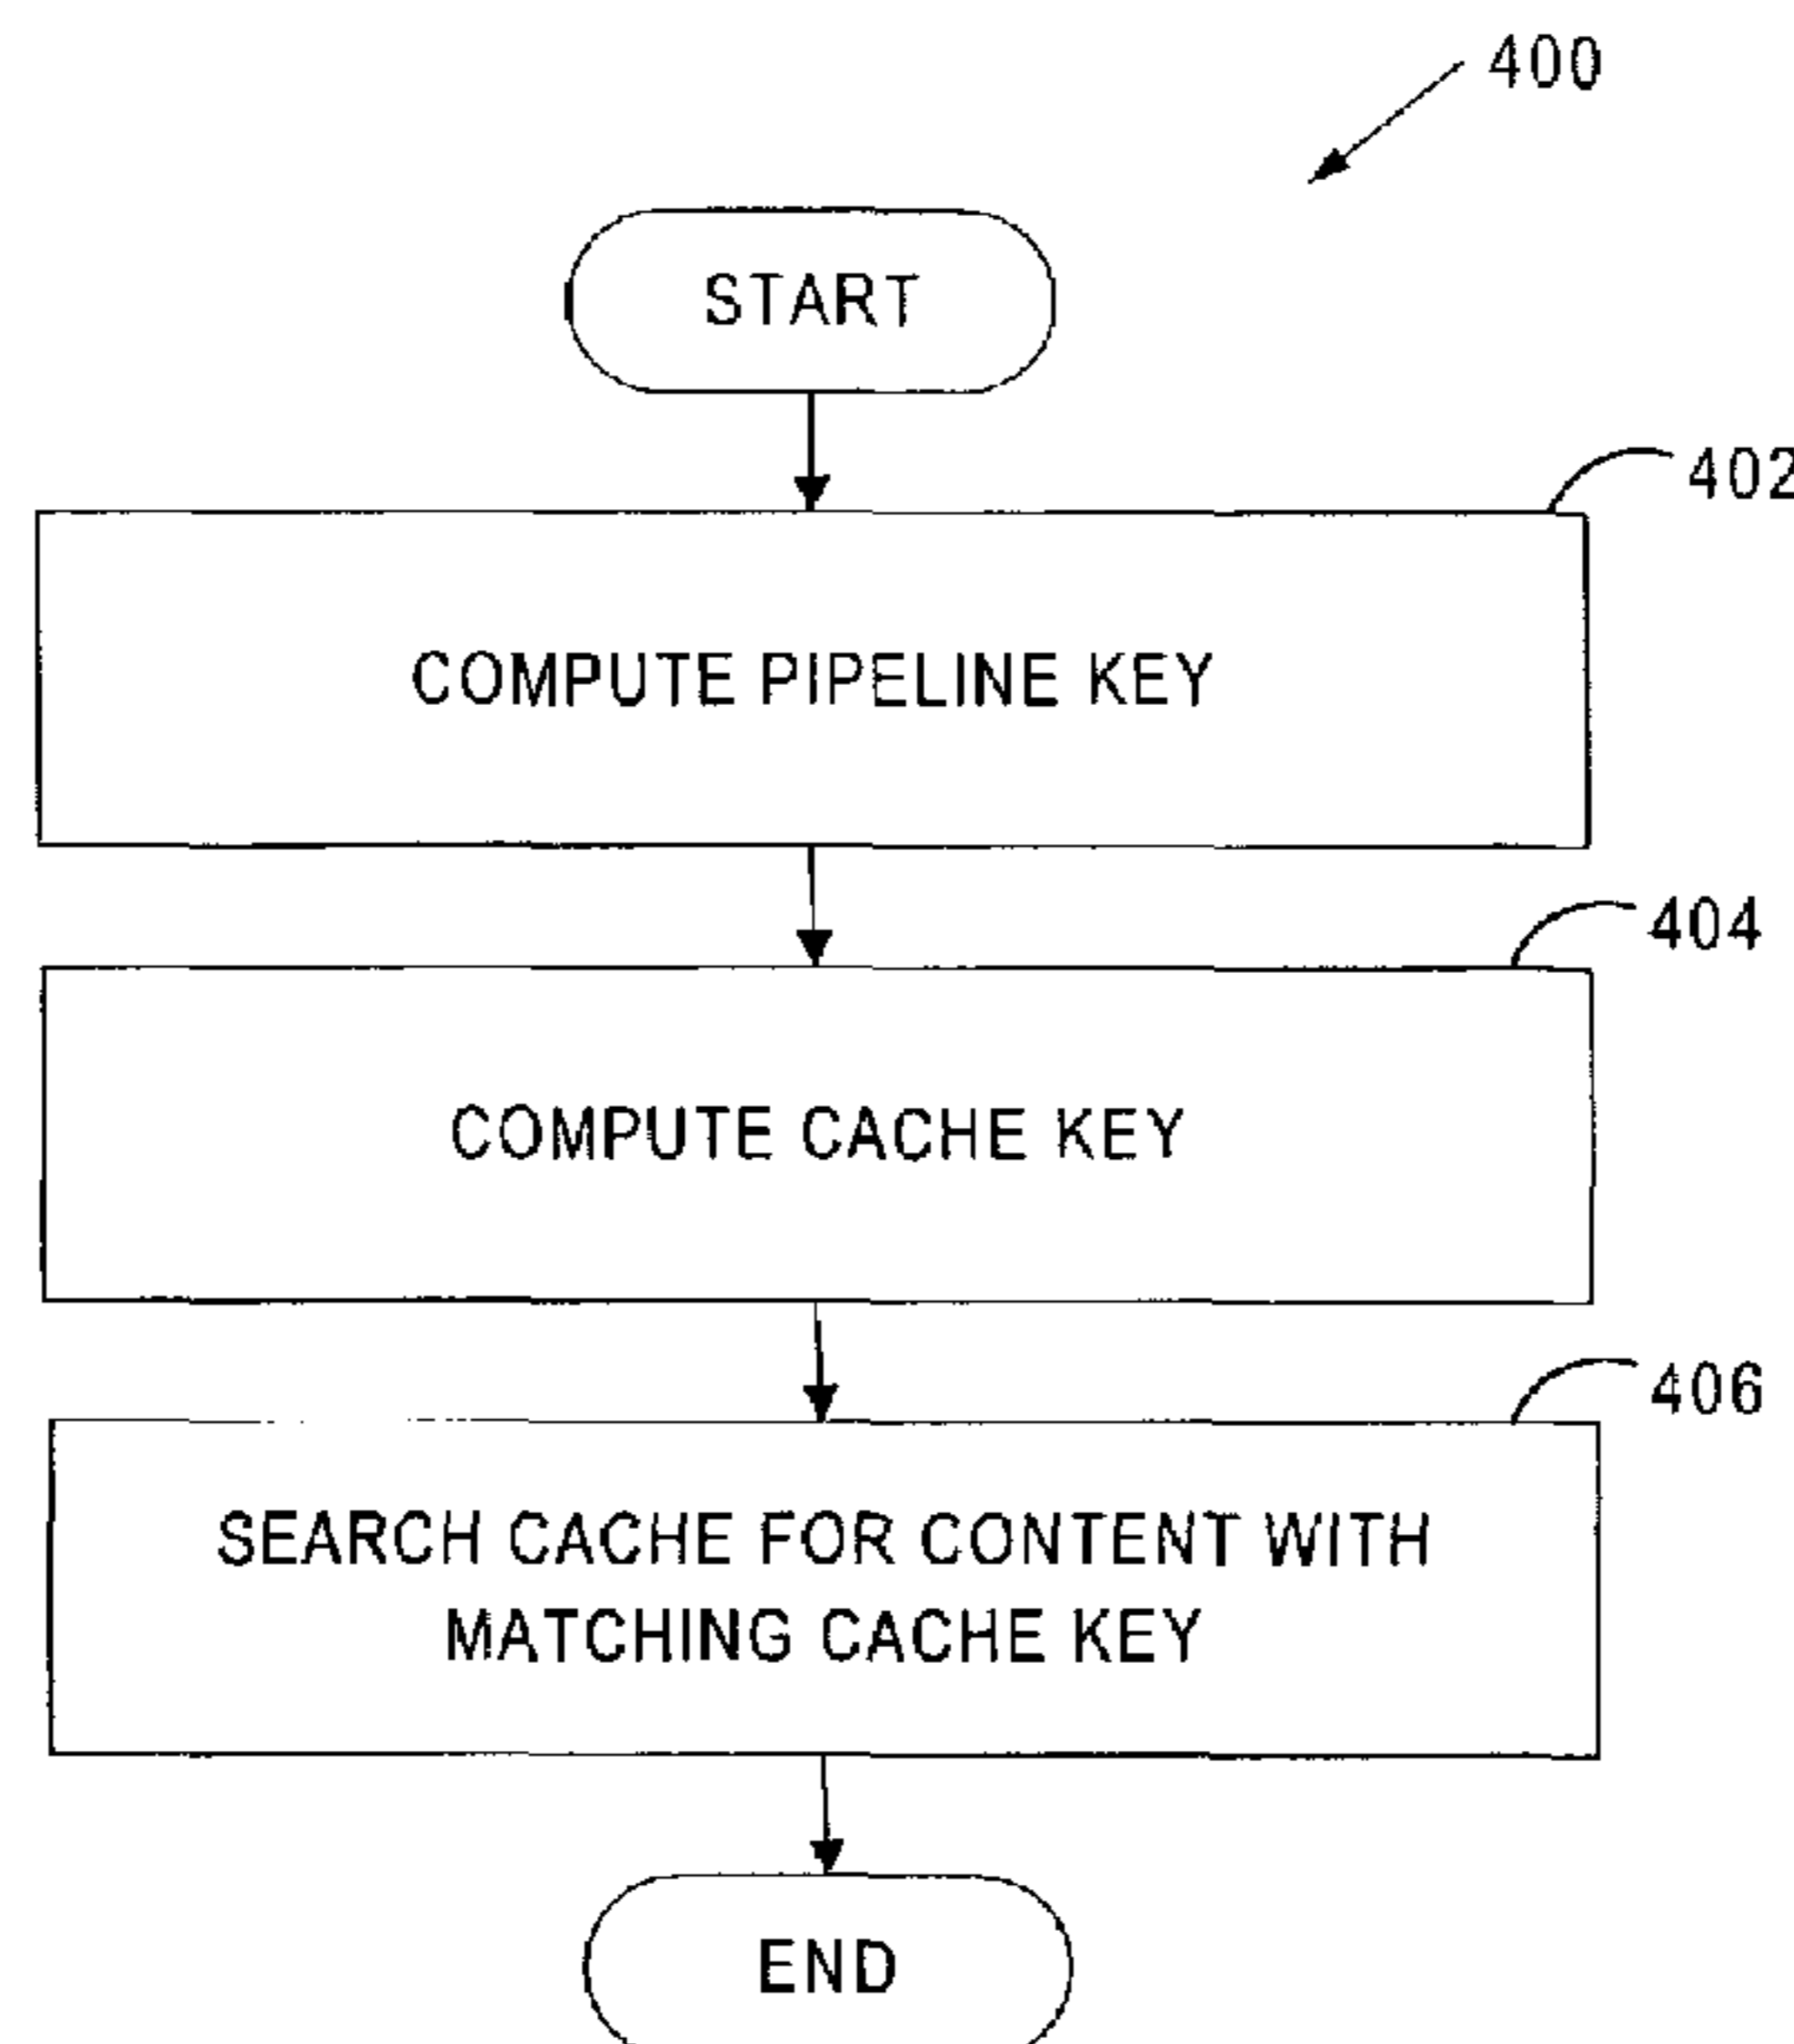 400
START
402
COMPUTE PIPELINE KEY
404
COMPUTE CACHE KEY
406
SEARCH CACHE FOR CONTENT WITH
MATCHING CACHE KEY
END